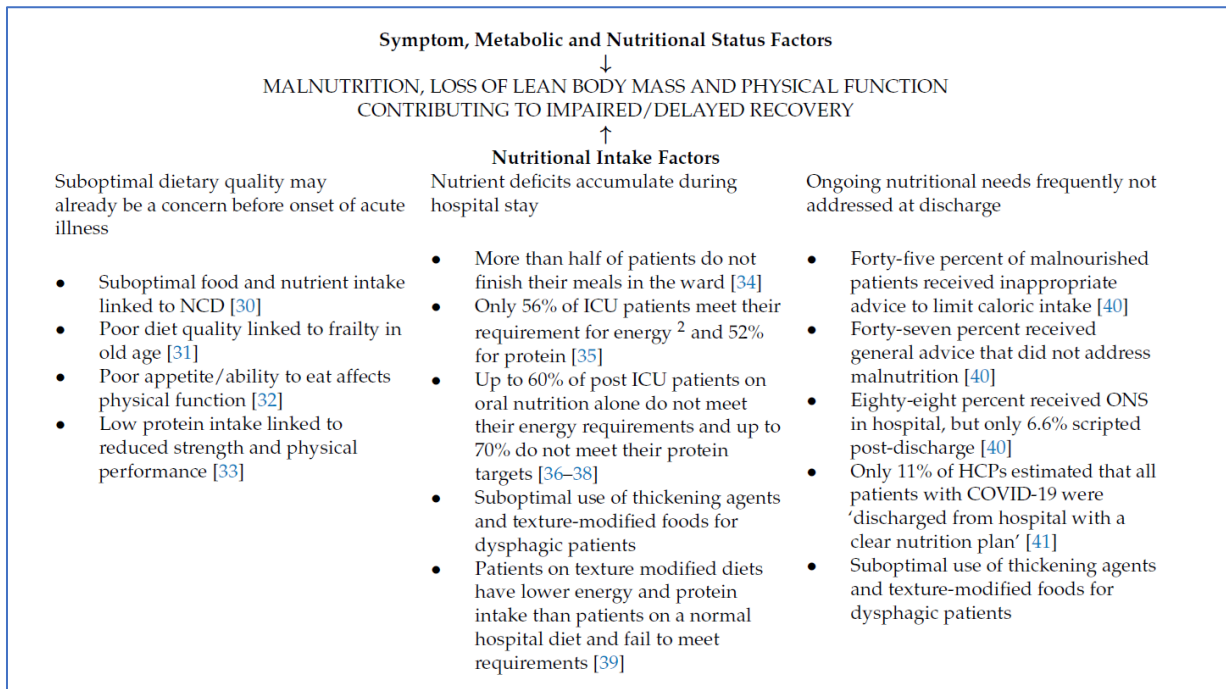 Symptom, Metabolic and Nutritional Status Factors
↓
MALNUTRITION, LOSS OF LEAN BODY MASS AND PHYSICAL FUNCTION
CONTRIBUTING TO IMPAIRED/DELAYED RECOVERY
↑
Nutritional Intake Factors
Suboptimal dietary quality may
already be a concern before onset of acute
illness
● Suboptimal food and nutrient intake
linked to NCD [30]
● Poor diet quality linked to frailty in
old age [31]
● Poor appetite/ability to eat affects
physical function [32]
● Low protein intake linked to
reduced strength and physical
performance [33]
Nutrient deficits accumulate during
hospital stay
● More than half of patients do not
finish their meals in the ward [34]
● Only 56% of ICU patients meet their
requirement for energy ² and 52%
for protein [35]
● Up to 60% of post ICU patients on
oral nutrition alone do not meet
their energy requirements and up to
70% do not meet their protein
targets [36–38]
● Suboptimal use of thickening agents
and texture-modified foods for
dysphagic patients
● Patients on texture modified diets
have lower energy and protein
intake than patients on a normal
hospital diet and fail to meet
requirements [39]
Ongoing nutritional needs frequently not
addressed at discharge
● Forty-five percent of malnourished
patients received inappropriate
advice to limit caloric intake [40]
● Forty-seven percent received
general advice that did not address
malnutrition [40]
● Eighty-eight percent received ONS
in hospital, but only 6.6% scripted
post-discharge [40]
● Only 11% of HCPs estimated that all
patients with COVID-19 were
‘discharged from hospital with a
clear nutrition plan’ [41]
● Suboptimal use of thickening agents
and texture-modified foods for
dysphagic patients